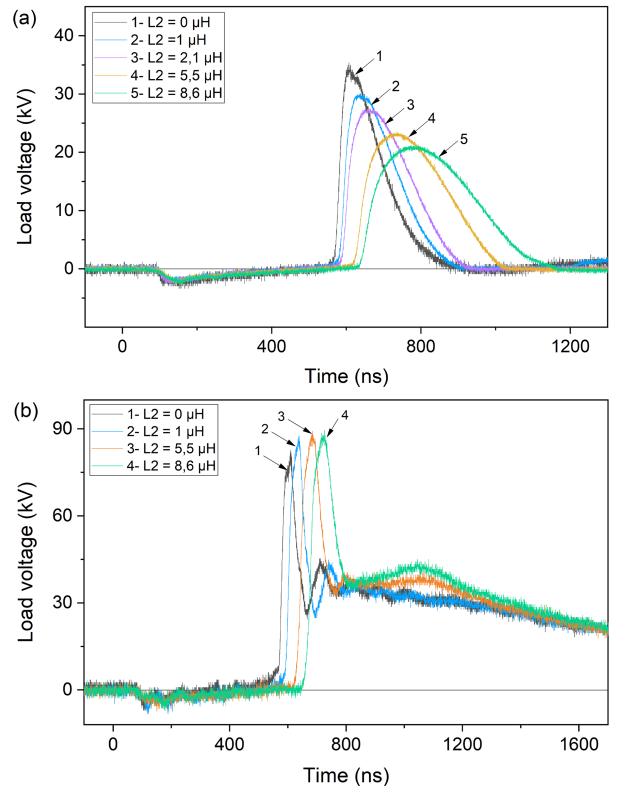 (a)
1- L2 = 0 μH
2- L2 =1 μH
3- L2 = 2,1 μH
4- L2 = 5,5 μH
5- L2 = 8,6 μH
1
2
3
4
5
40
30
20
10
0
Load voltage (kV)
0
400
800
1200
Time (ns)
(b)
1- L2 = 0 μH
2- L2 = 1 μH
3- L2 = 5,5 μH
4- L2 = 8,6 μH
3
4
2
1
90
60
30
0
Load voltage (kV)
0
400
800
1200
1600
Time (ns)